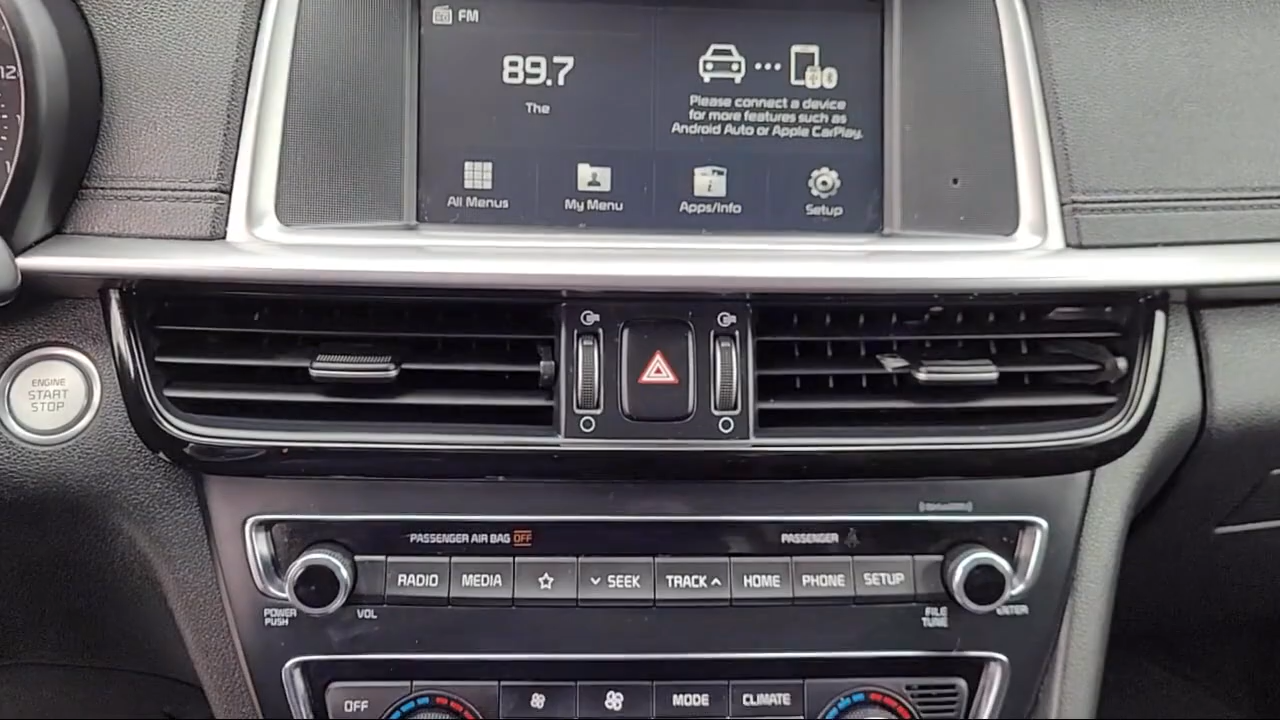 FM
89.7
The
Please connect a device
for more features such as
Android Auto or Apple CarPlay.
All Menus
My Menu
Apps/Info
Setup
12
ENGINE
START
STOP
PASSENGER AIR BAG OFF
PASSENGER
RADIO
MEDIA
SEEK
TRACK
HOME
PHONE
SETUP
POWER
PUSH
VOL
FILE
TUNE
ENTER
OFF
MODE
CLIMATE